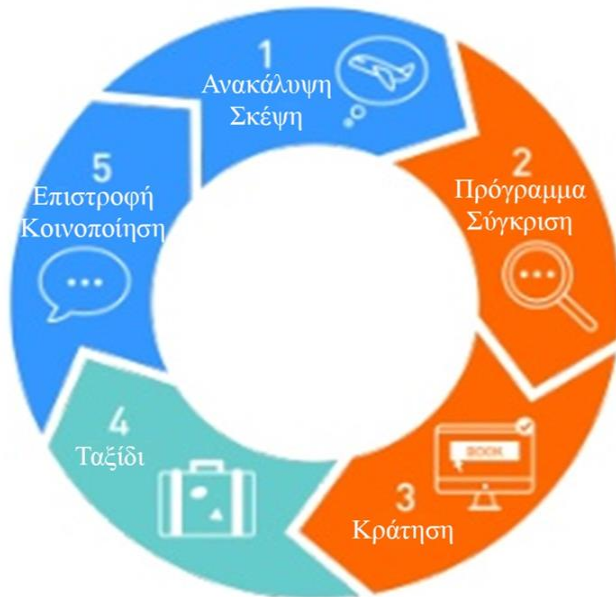 1
Ανακάλυψη
Σκέψη
2
Πρόγραμμα
Σύγκριση
3
Κράτηση
BOOK
4
Ταξίδι
5
Επιστροφή
Κοινοποίηση